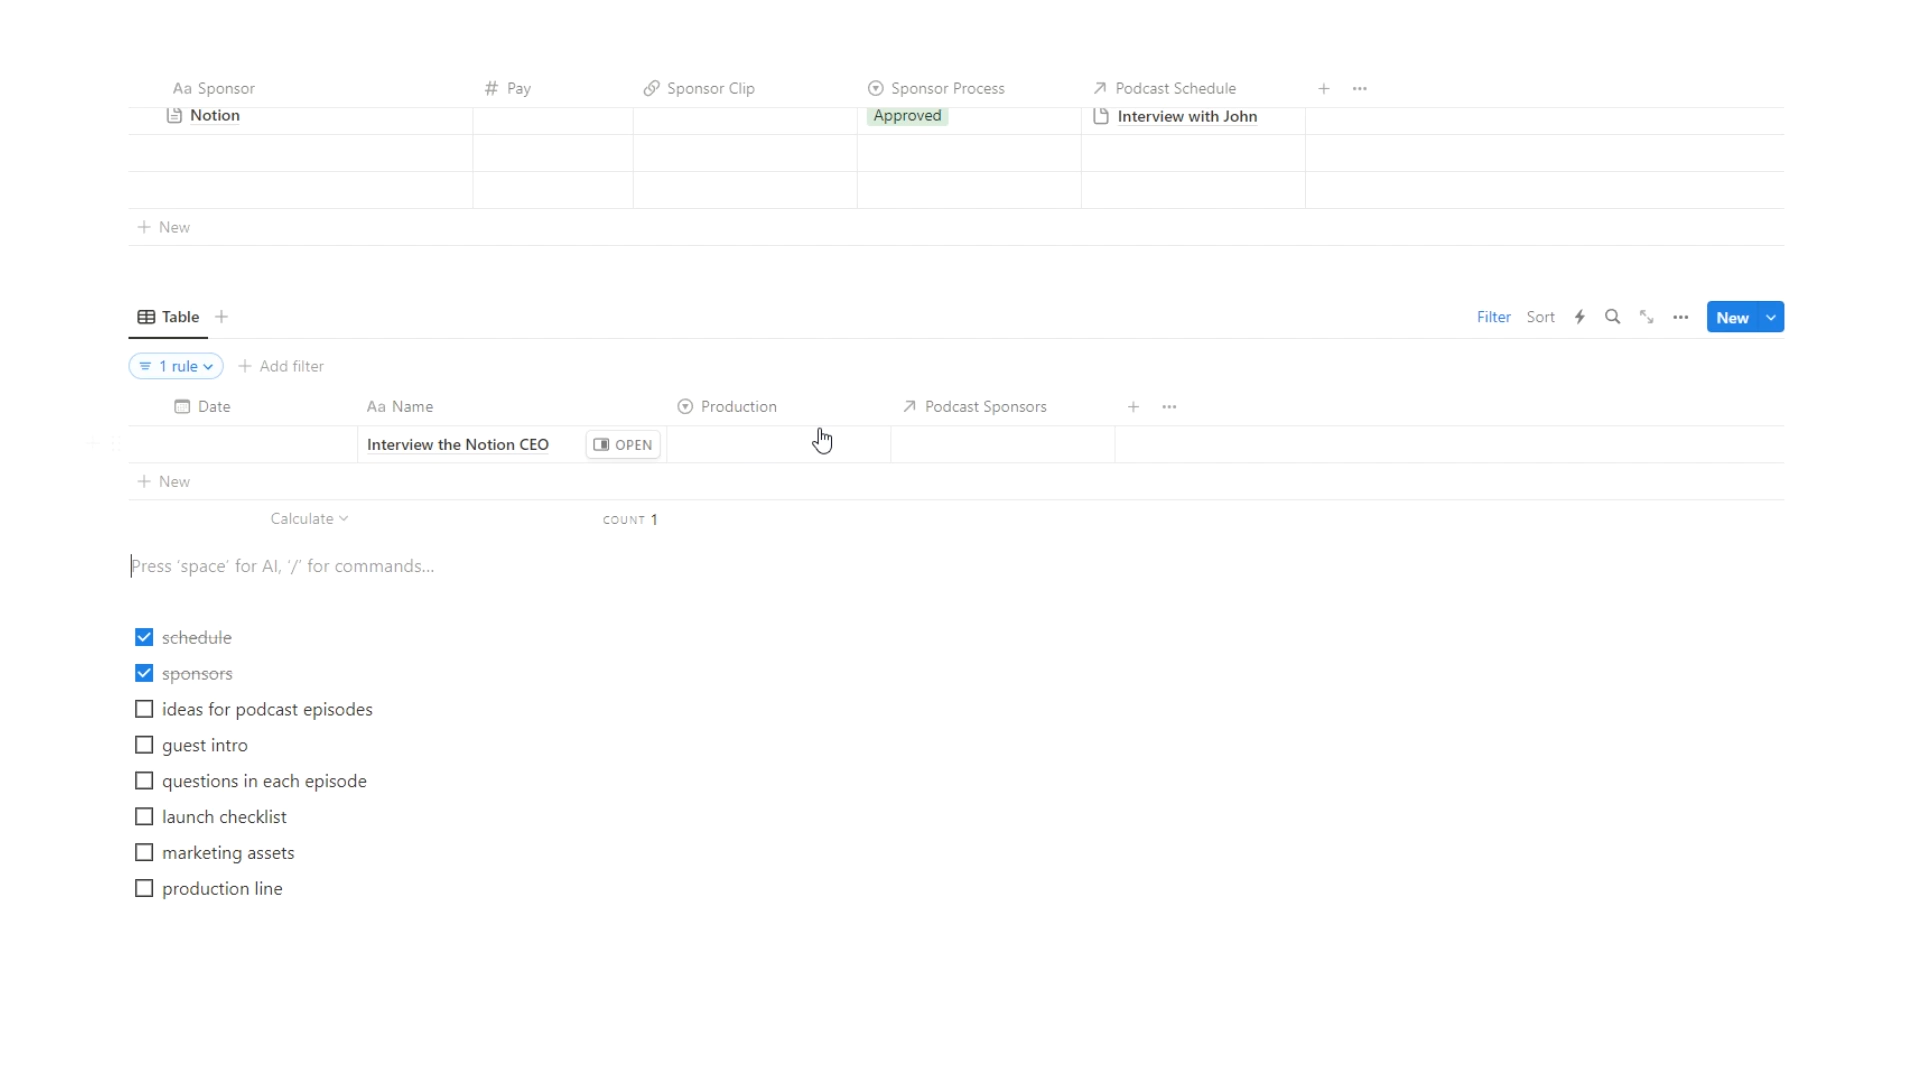 Aa Sponsor # Pay Sponsor Clip Sponsor Process Podcast Schedule
Notion Approved Interview with John
New
Table
Filter Sort New
1 rule Add filter
Date Aa Name Production Podcast Sponsors
Interview the Notion CEO OPEN
New
Calculate COUNT 1
Press ‘space’ for AI, ‘/’ for commands…
schedule
sponsors
ideas for podcast episodes
guest intro
questions in each episode
launch checklist
marketing assets
production line